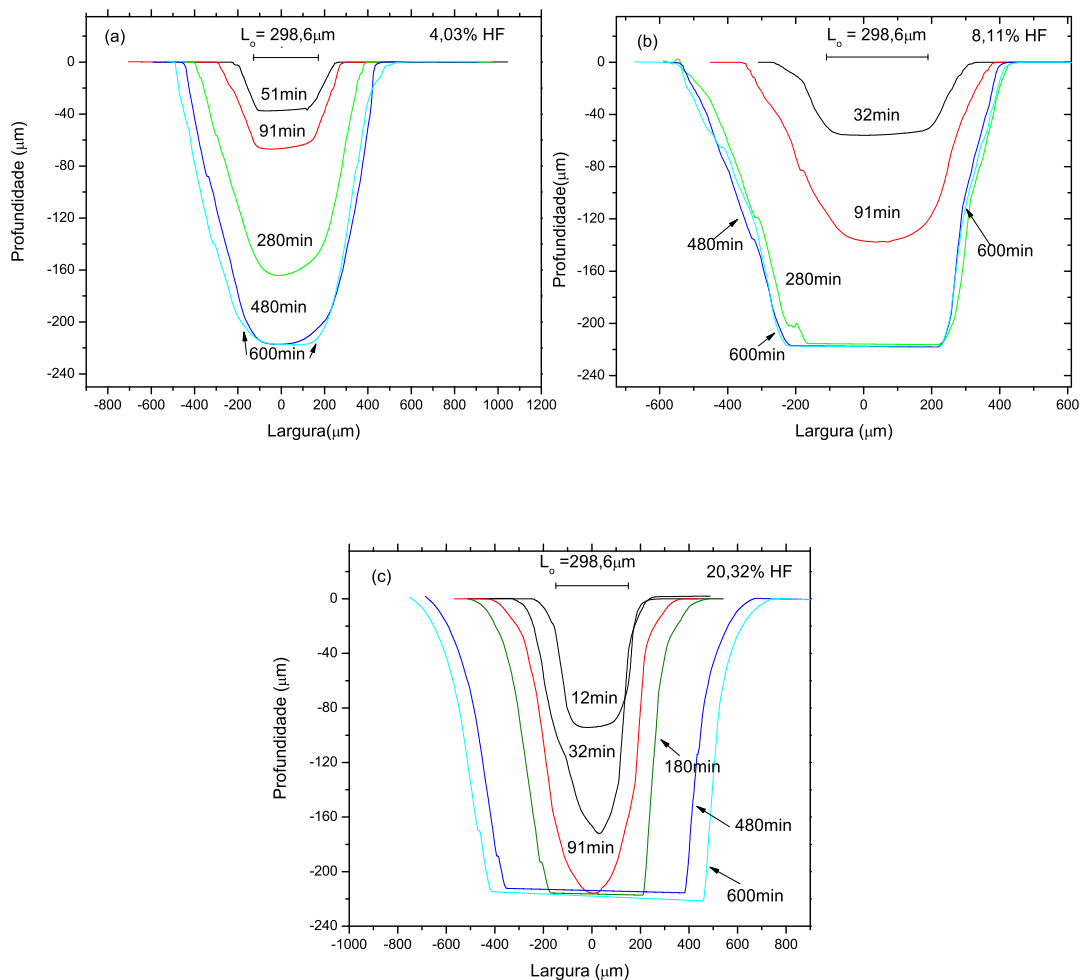 (a)
L₀= 298,6μm
4,03% HF
0
-40
-80
-120
-160
-200
-240
Profundidade (μm)
51min
91min
280min
480min
600min
-800 -600 -400 -200 0 200 400 600 800 1000 1200
Largura(μm)
(b)
L₀ = 298,6μm
8,11% HF
0
-40
-80
-120
-160
-200
-240
Profundidade(μm)
32min
91min
480min
600min
280min
600min
-600 -400 -200 0 200 400 600
Largura (μm)
(c)
L₀ =298,6μm
20,32% HF
0
-40
-80
-120
-160
-200
-240
Profundidade (μm)
12min
32min
180min
91min
480min
600min
-1000 -800 -600 -400 -200 0 200 400 600 800
Largura (μm)